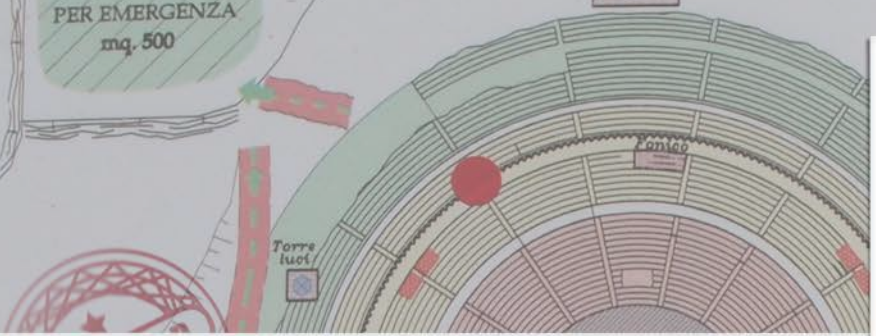 PER EMERGENZA
mq. 500
Fonico
Torre
luci